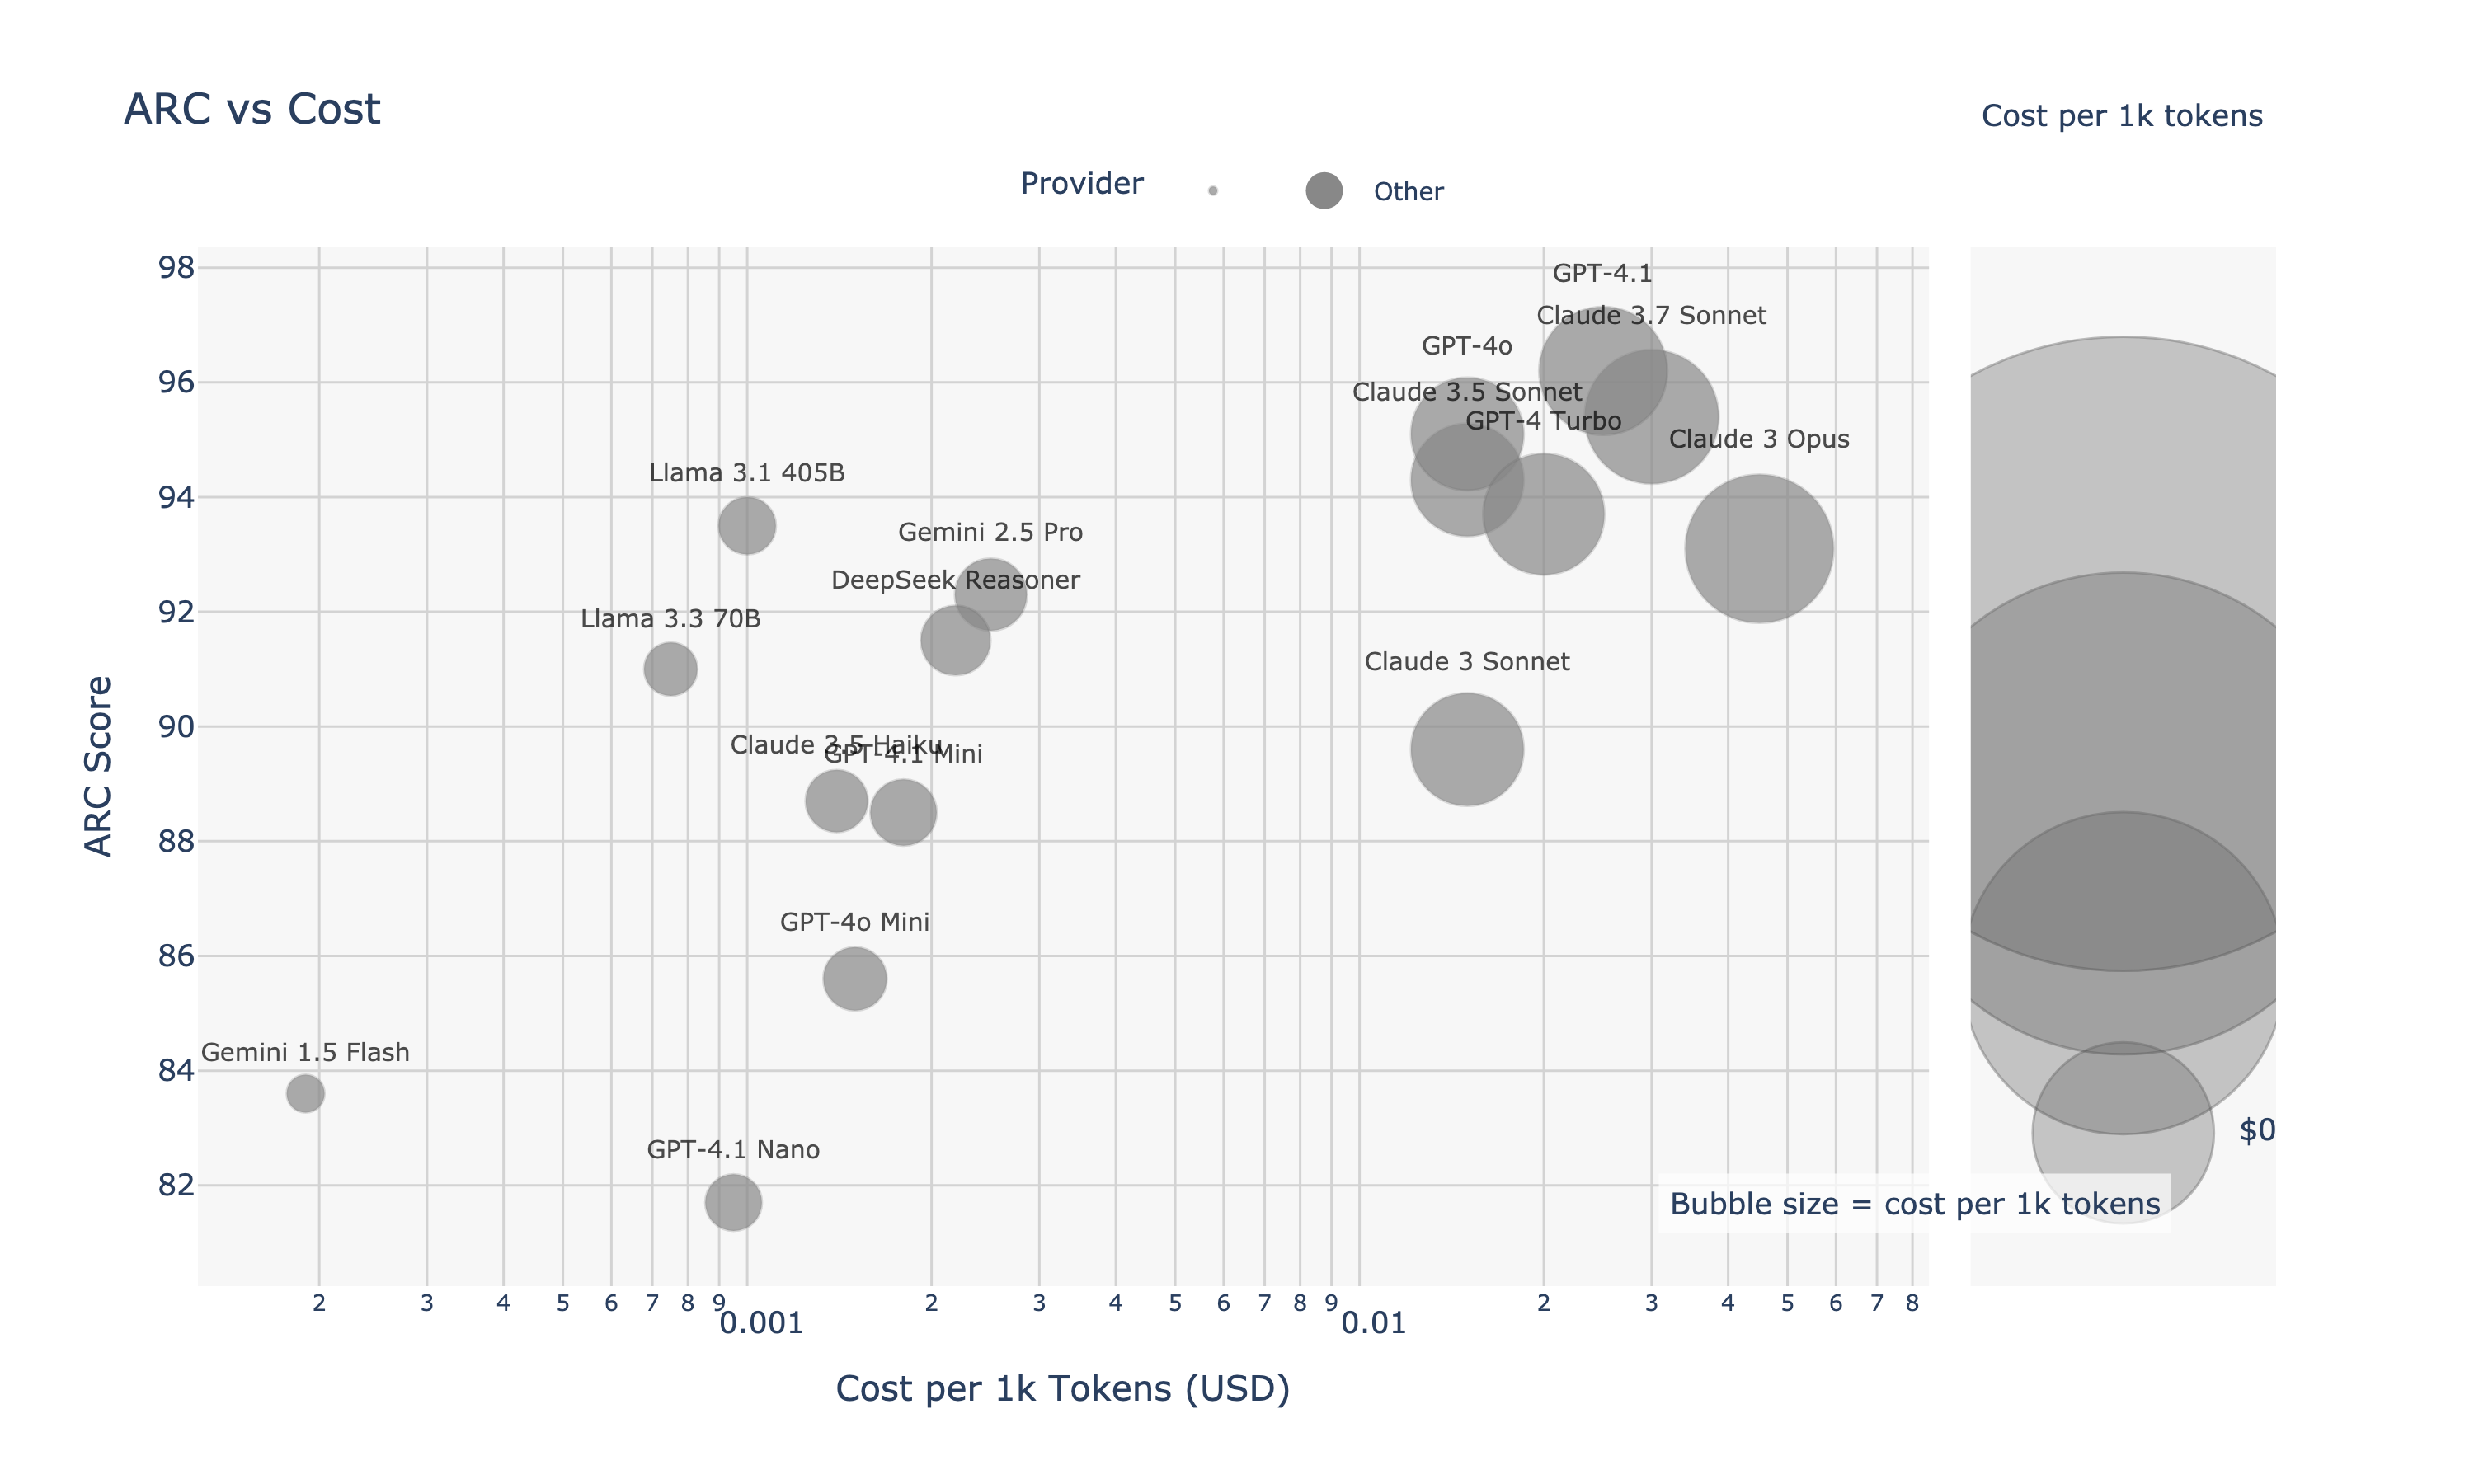 ARC vs Cost
Cost per 1k tokens
Provider
Other
98
96
94
92
90
88
86
84
82
ARC Score
GPT-4.1
Claude 3.7 Sonnet
GPT-4o
Claude 3.5 Sonnet
GPT-4 Turbo
Claude 3 Opus
Llama 3.1 405B
Gemini 2.5 Pro
DeepSeek Reasoner
Llama 3.3 70B
Claude 3 Sonnet
Claude 3.5 Haiku
GPT-4.1 Mini
GPT-4o Mini
Gemini 1.5 Flash
GPT-4.1 Nano
$0
Bubble size = cost per 1k tokens
2 3 4 5 6 7 8 9 2 3 4 5 6 7 8 9 2 3 4 5 6 7 8
0.001 0.01
Cost per 1k Tokens (USD)